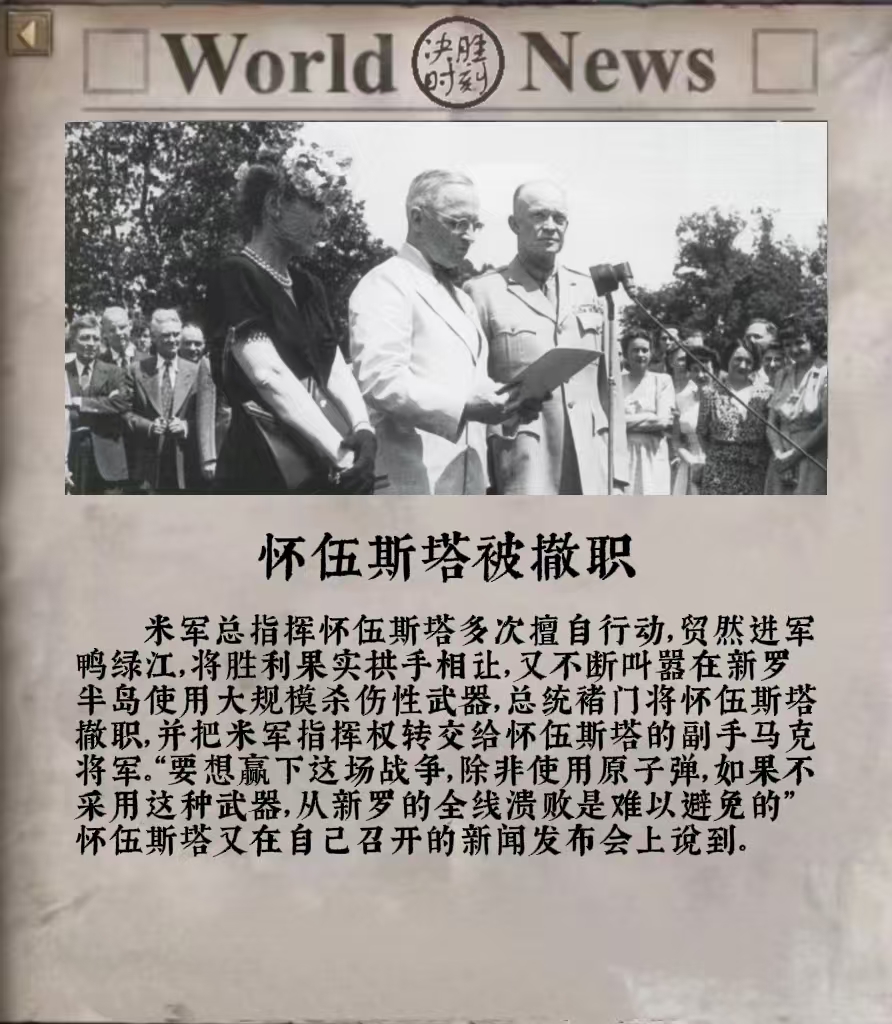 World 决胜时刻 News
怀伍斯塔被撤职
米军总指挥怀伍斯塔多次擅自行动,贸然进军
鸭绿江,将胜利果实拱手相让,又不断叫嚣在新罗
半岛使用大规模杀伤性武器,总统褚门将怀伍斯塔
撤职,并把米军指挥权转交给怀伍斯塔的副手马克
将军。“要想赢下这场战争,除非使用原子弹,如果不
采用这种武器,从新罗的全线溃败是难以避免的”
怀伍斯塔又在自己召开的新闻发布会上说到。